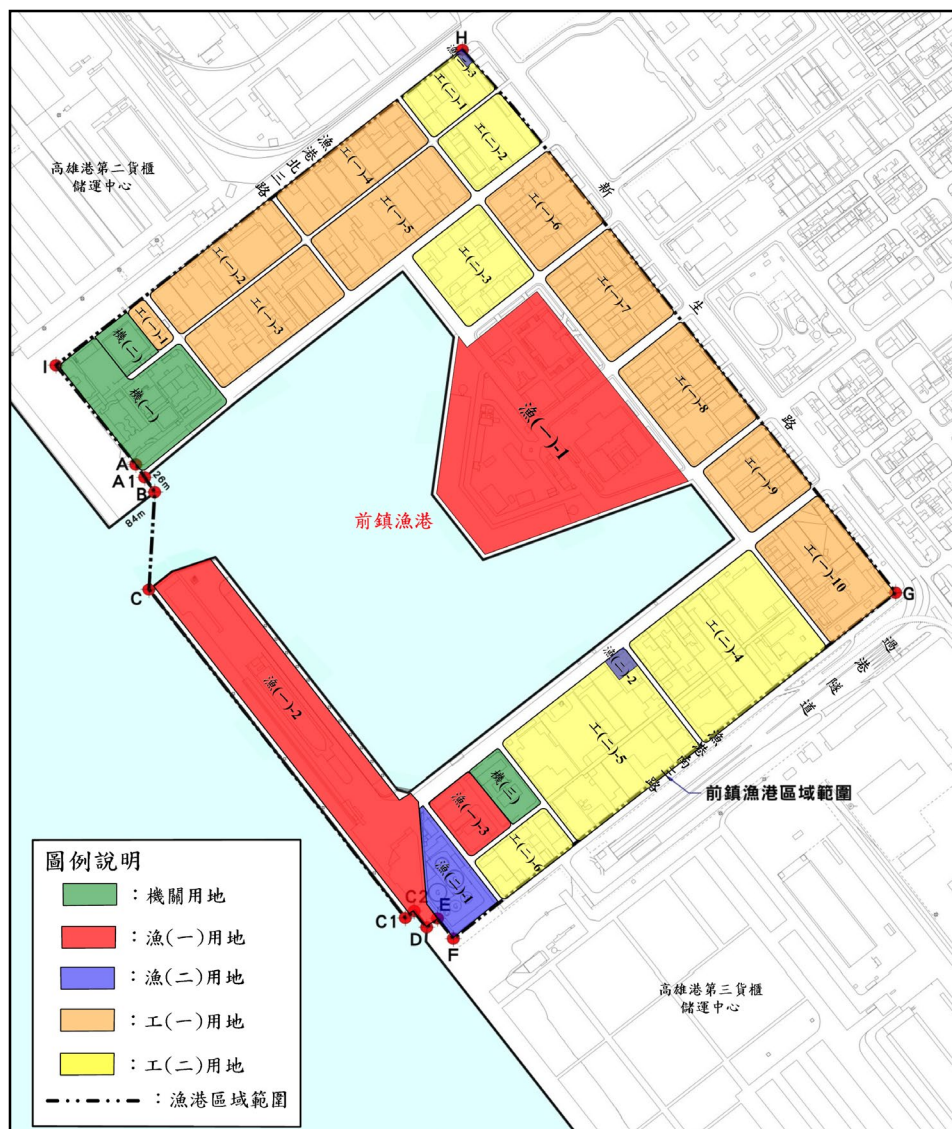 H
漁(二)-3
工(二)-1
漁港北三路
工(一)-4
工(二)-2
高雄港第二貨櫃
儲運中心
新生路
工(一)-5
工(一)-6
工(一)-2
工(二)-3
工(一)-7
工(一)-1
工(一)-3
機(二)
I
機(一)
工(一)-8
漁(一)-1
A
A1
26m
B
84m
工(一)-9
前鎮漁港
工(一)-10
C
G
過港隧道
工(二)-4
漁(二)-2
漁(一)-2
工(二)-5
漁港南二路
前鎮漁港區域範圍
機(三)
漁(一)-3
工(二)-6
漁(二)-1
C2
E
C1
D
F
高雄港第三貨櫃
儲運中心
圖例說明
：機關用地
：漁(一)用地
：漁(二)用地
：工(一)用地
：工(二)用地
：漁港區域範圍